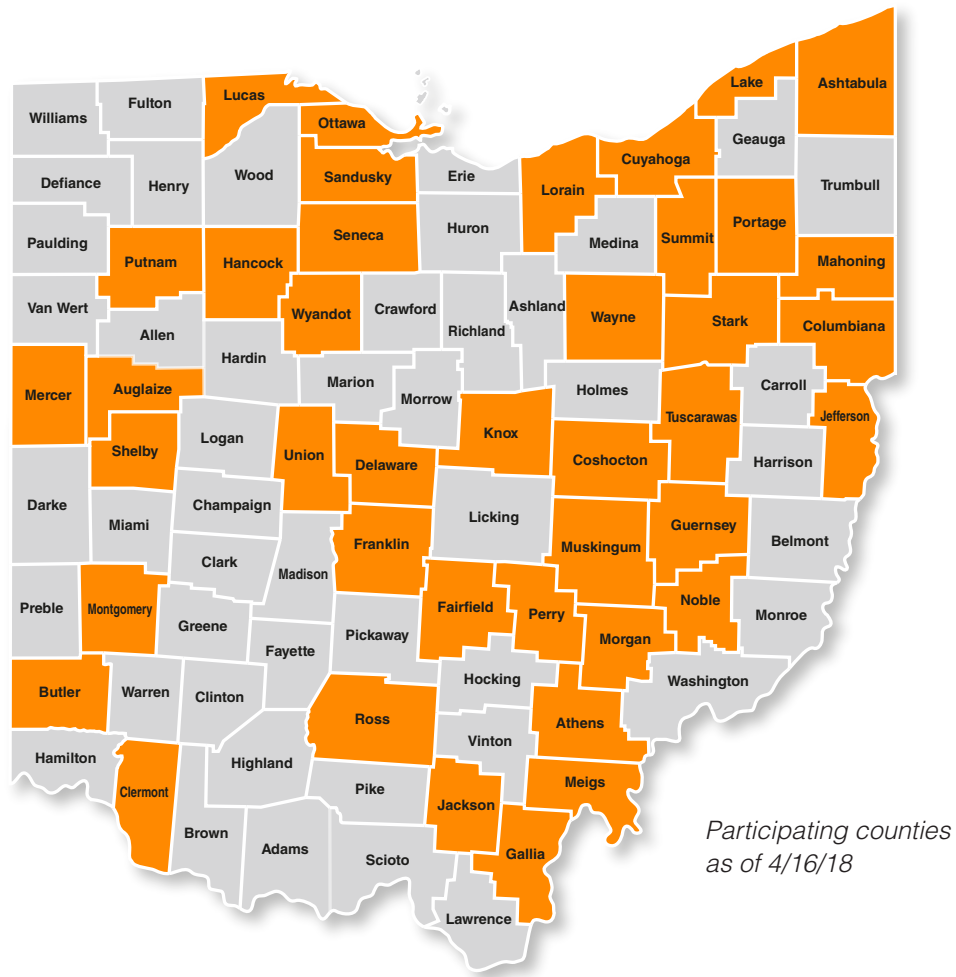 Lake
Ashtabula
Lucas
Fulton
Williams
Ottawa
Geauga
Cuyahoga
Wood
Sandusky
Erie
Defiance
Henry
Lorain
Trumbull
Huron
Seneca
Portage
Summit
Paulding
Medina
Putnam
Hancock
Mahoning
Van Wert
Ashland
Crawford
Wyandot
Wayne
Stark
Columbiana
Allen
Richland
Hardin
Marion
Carroll
Mercer
Auglaize
Holmes
Morrow
Tuscarawas
Jefferson
Logan
Knox
Shelby
Union
Delaware
Coshocton
Harrison
Darke
Champaign
Miami
Licking
Guernsey
Franklin
Muskingum
Belmont
Clark
Madison
Preble
Montgomery
Fairfield
Perry
Noble
Monroe
Greene
Pickaway
Morgan
Fayette
Hocking
Washington
Butler
Warren
Clinton
Ross
Athens
Vinton
Hamilton
Highland
Clermont
Pike
Meigs
Jackson
Brown
Adams
Scioto
Gallia
Lawrence
Participating counties
as of 4/16/18